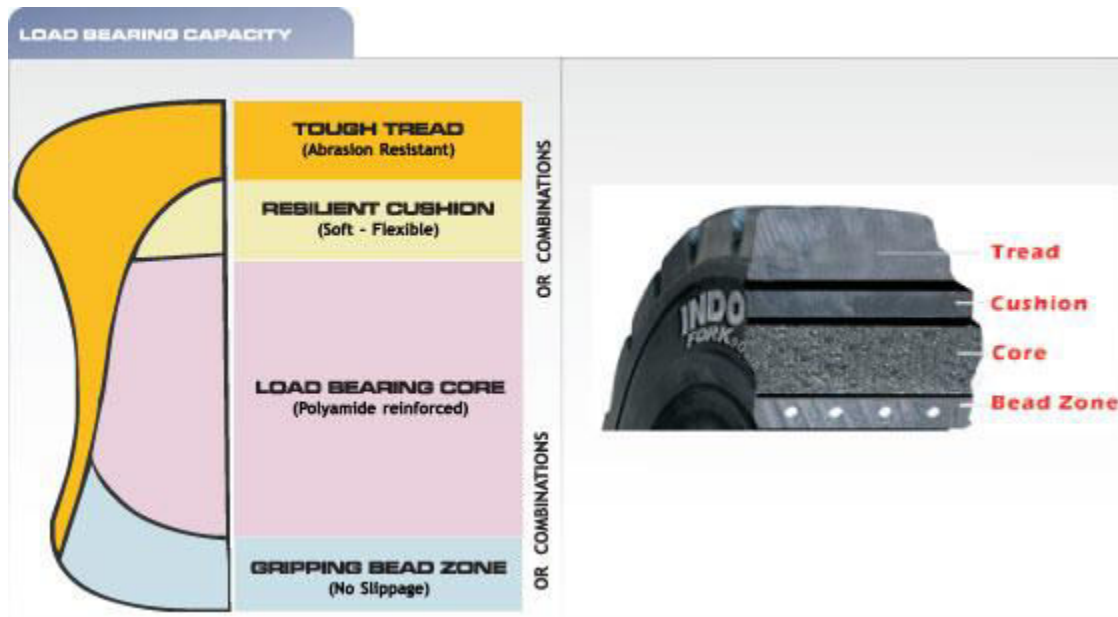 LOAD BEARING CAPACITY
TOUGH TREAD
(Abrasion Resistant)
RESILIENT CUSHION
(Soft - Flexible)
LOAD BEARING CORE
(Polyamide reinforced)
GRIPPING BEAD ZONE
(No Slippage)
OR COMBINATIONS
OR COMBINATIONS
INDO
FORK
Tread
Cushion
Core
Bead Zone